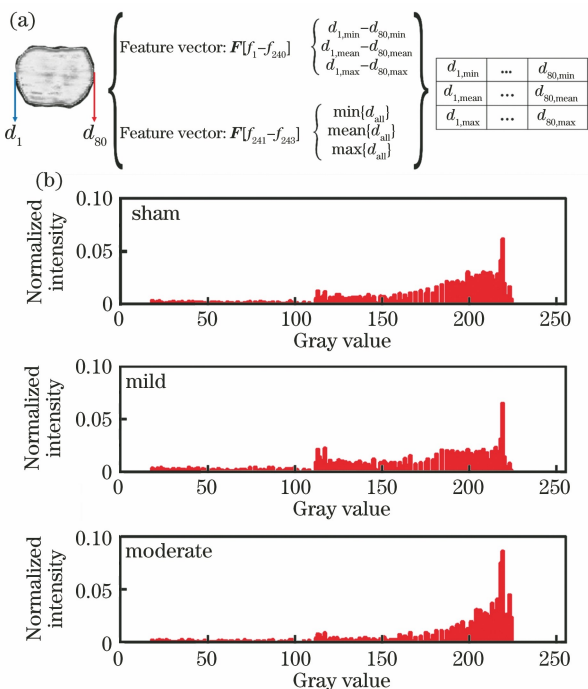 (a)
d1 d80
Feature vector: F[f1–f240]
d1,min–d80,min
d1,mean–d80,mean
d1,max–d80,max
Feature vector: F[f241–f243]
min{dall}
mean{dall}
max{dall}
d1,min ... d80,min
d1,mean ... d80,mean
d1,max ... d80,max
(b)
Normalized
intensity
0.10
0.05
0
sham
0 50 100 150 200 250
Gray value
Normalized
intensity
0.10
0.05
0
mild
0 50 100 150 200 250
Gray value
Normalized
intensity
0.10
0.05
0
moderate
0 50 100 150 200 250
Gray value